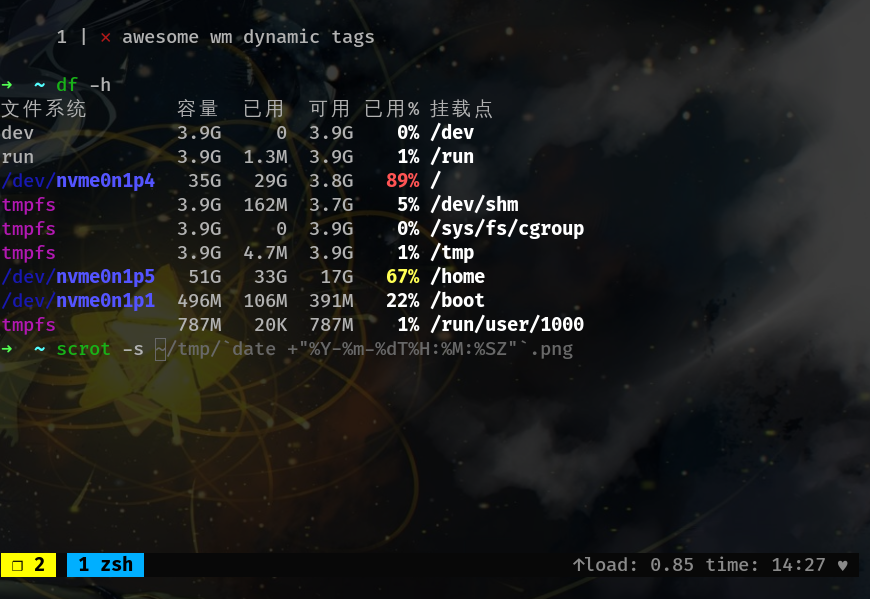 1 | ✕ awesome wm dynamic tags
➜ ~ df -h
文件系统 容量 已用 可用 已用% 挂载点
dev 3.9G 0 3.9G 0% /dev
run 3.9G 1.3M 3.9G 1% /run
/dev/nvme0n1p4 35G 29G 3.8G 89% /
tmpfs 3.9G 162M 3.7G 5% /dev/shm
tmpfs 3.9G 0 3.9G 0% /sys/fs/cgroup
tmpfs 3.9G 4.7M 3.9G 1% /tmp
/dev/nvme0n1p5 51G 33G 17G 67% /home
/dev/nvme0n1p1 496M 106M 391M 22% /boot
tmpfs 787M 20K 787M 1% /run/user/1000
➜ ~ scrot -s ~/tmp/`date +"%Y-%m-%dT%H:%M:%SZ"`.png
❐ 2 1 zsh ↑load: 0.85 time: 14:27 ♥